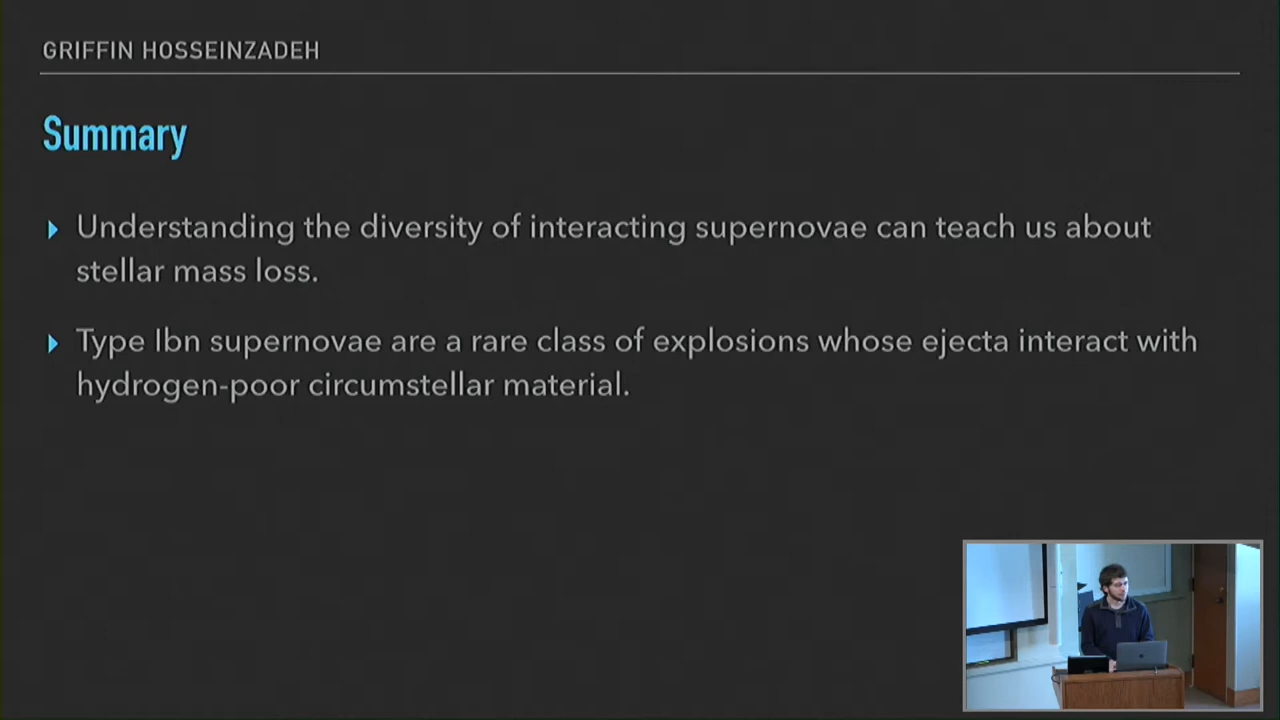 GRIFFIN HOSSEINZADEH
Summary
Understanding the diversity of interacting supernovae can teach us about
stellar mass loss.
Type Ibn supernovae are a rare class of explosions whose ejecta interact with
hydrogen-poor circumstellar material.